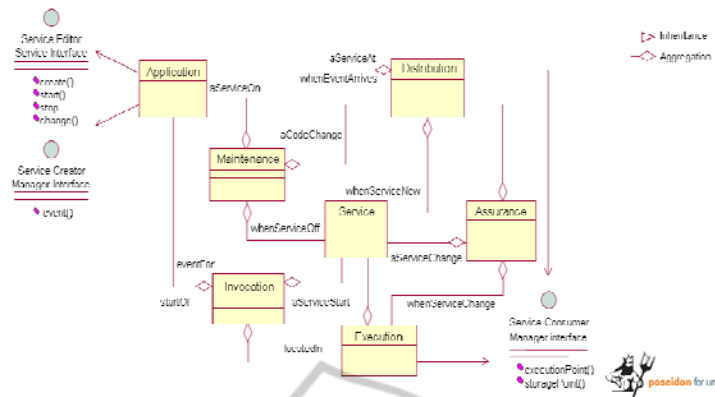 Service Editor
Service Interface
create()
start()
stop
change()
Service Creator
Manager Interface
event()
Application
aServiceOn
aServiceAt
whenEventArrives
Distribution
Inheritance
Aggregation
aCodeChange
Maintenance
whenServiceNew
Service
Assurance
whenServiceOff
aServiceChange
eventFor
startOf
Invocation
aServiceStart
whenServiceChange
locatedIn
Execution
Service Consumer
Manager interface
executionPoint()
poseidon for um